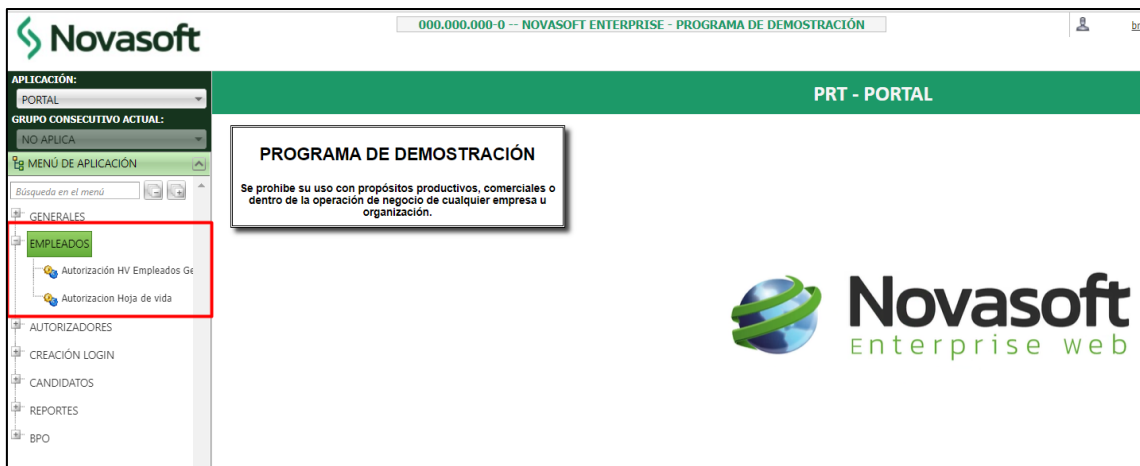 Novasoft
000.000.000-0 -- NOVASOFT ENTERPRISE - PROGRAMA DE DEMOSTRACIÓN
br
APLICACIÓN:
PORTAL
GRUPO CONSECUTIVO ACTUAL:
NO APLICA
MENÚ DE APLICACIÓN
Búsqueda en el menú
GENERALES
EMPLEADOS
Autorización HV Empleados Ge
Autorizacion Hoja de vida
AUTORIZADORES
CREACIÓN LOGIN
CANDIDATOS
REPORTES
BPO
PRT - PORTAL
PROGRAMA DE DEMOSTRACIÓN
Se prohibe su uso con propósitos productivos, comerciales o
dentro de la operación de negocio de cualquier empresa u
organización.
Novasoft
Enterprise web